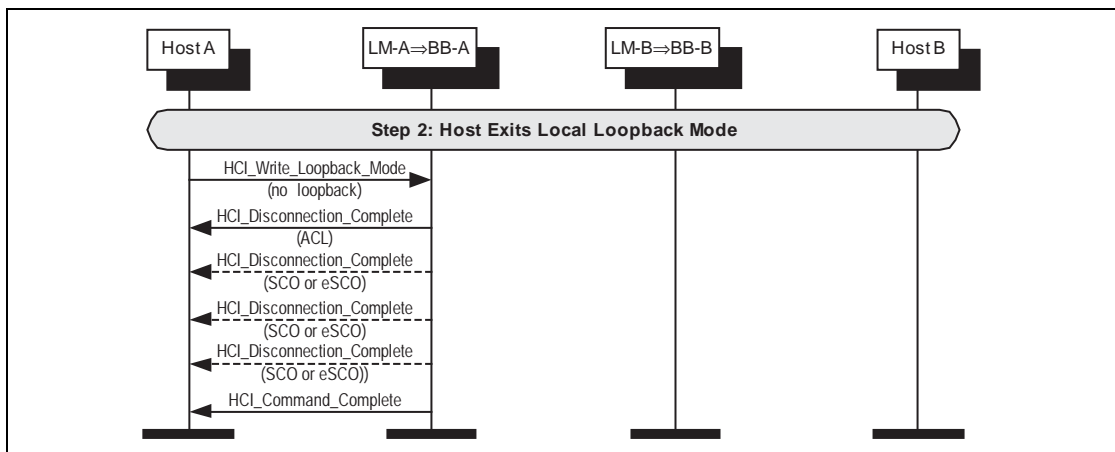 Host A
LM-A⇒BB-A
LM-B⇒BB-B
Host B
Step 2: Host Exits Local Loopback Mode
HCI_Write_Loopback_Mode
(no loopback)
HCI_Disconnection_Complete
(ACL)
HCI_Disconnection_Complete
(SCO or eSCO)
HCI_Disconnection_Complete
(SCO or eSCO)
HCI_Disconnection_Complete
(SCO or eSCO))
HCI_Command_Complete